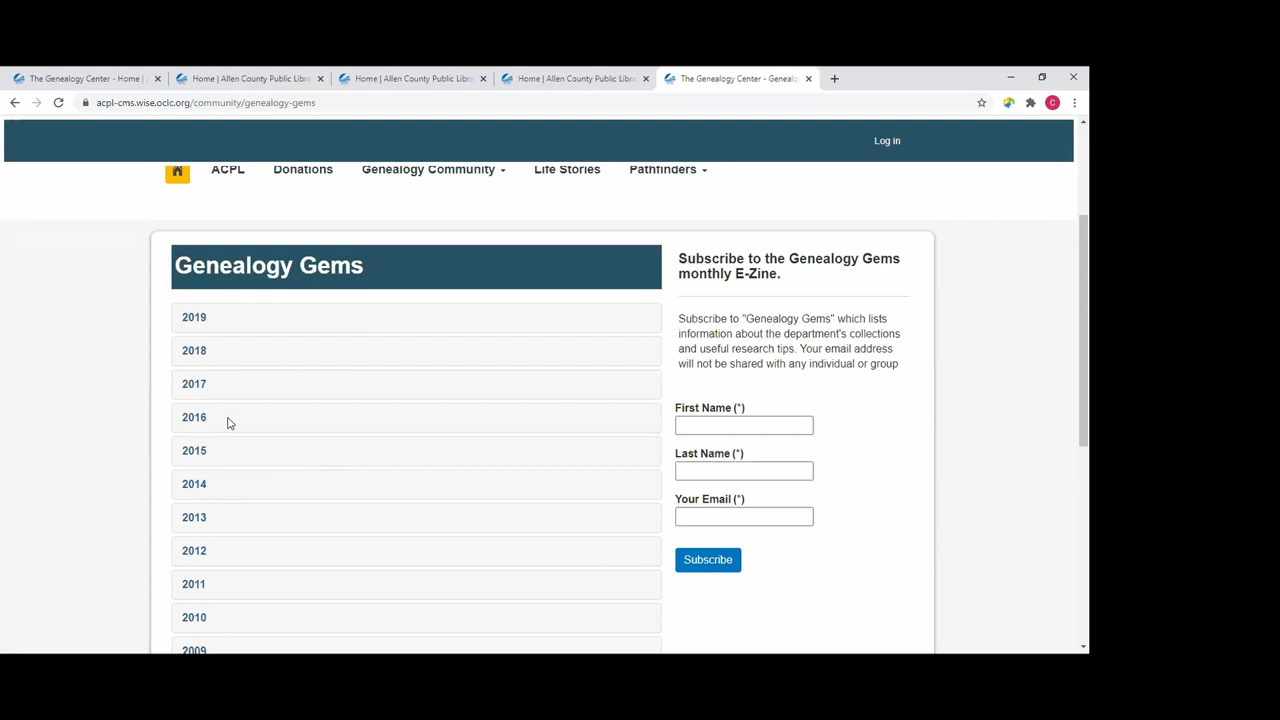 The Genealogy Center - Home |
Home | Allen County Public Libra
Home | Allen County Public Libra
Home | Allen County Public Libra
The Genealogy Center - Genealo
acpl-cms.wise.oclc.org/community/genealogy-gems
C
Log in
ACPL
Donations
Genealogy Community
Life Stories
Pathfinders
Genealogy Gems
2019
2018
2017
2016
2015
2014
2013
2012
2011
2010
2009
Subscribe to the Genealogy Gems
monthly E-Zine.
Subscribe to "Genealogy Gems" which lists
information about the department's collections
and useful research tips. Your email address
will not be shared with any individual or group
First Name (*)
Last Name (*)
Your Email (*)
Subscribe